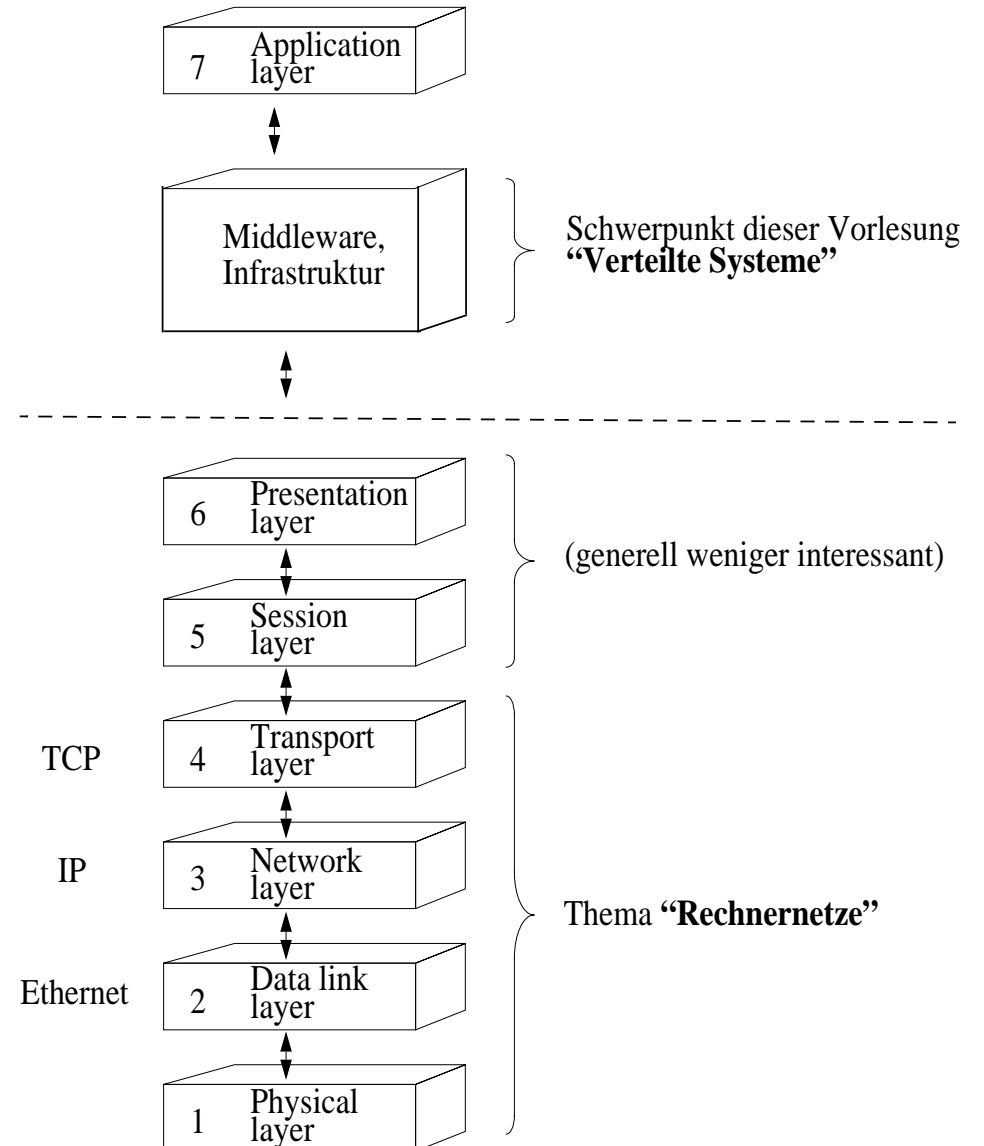 7 Application
layer
Middleware,
Infrastruktur
Schwerpunkt dieser Vorlesung
“Verteilte Systeme”
6 Presentation
layer
(generell weniger interessant)
5 Session
layer
TCP 4 Transport
layer
IP 3 Network
layer
Thema “Rechnernetze”
Ethernet 2 Data link
layer
1 Physical
layer